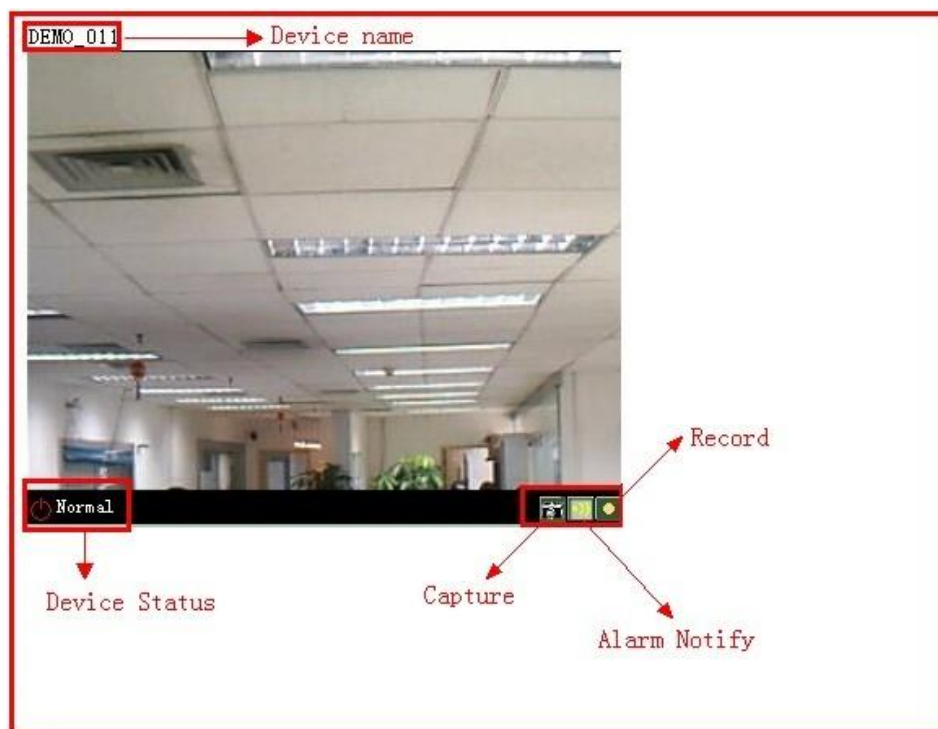 DEMO_011
Device name
Record
Normal
Device Status
Capture
Alarm Notify